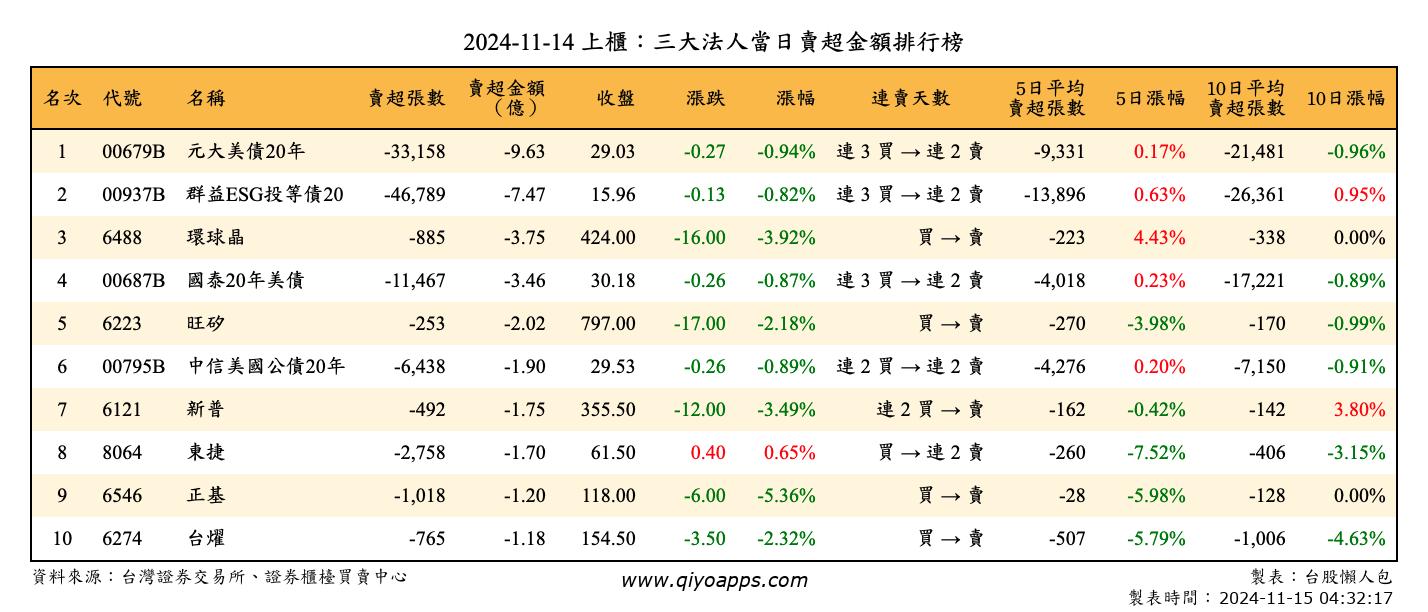 2024-11-14 上櫃：三大法人當日賣超金額排行榜
名次 代號 名稱 賣超張數 賣超金額（億） 收盤 漲跌 漲幅 連賣天數 5日平均賣超張數 5日漲幅 10日平均賣超張數 10日漲幅
1 00679B 元大美債20年 -33,158 -9.63 29.03 -0.27 -0.94% 連 3 買 → 連 2 賣 -9,331 0.17% -21,481 -0.96%
2 00937B 群益ESG投等債20 -46,789 -7.47 15.96 -0.13 -0.82% 連 3 買 → 連 2 賣 -13,896 0.63% -26,361 0.95%
3 6488 環球晶 -885 -3.75 424.00 -16.00 -3.92% 買 → 賣 -223 4.43% -338 0.00%
4 00687B 國泰20年美債 -11,467 -3.46 30.18 -0.26 -0.87% 連 3 買 → 連 2 賣 -4,018 0.23% -17,221 -0.89%
5 6223 旺矽 -253 -2.02 797.00 -17.00 -2.18% 買 → 賣 -270 -3.98% -170 -0.99%
6 00795B 中信美國公債20年 -6,438 -1.90 29.53 -0.26 -0.89% 連 2 買 → 連 2 賣 -4,276 0.20% -7,150 -0.91%
7 6121 新普 -492 -1.75 355.50 -12.00 -3.49% 連 2 買 → 賣 -162 -0.42% -142 3.80%
8 8064 東捷 -2,758 -1.70 61.50 0.40 0.65% 買 → 連 2 賣 -260 -7.52% -406 -3.15%
9 6546 正基 -1,018 -1.20 118.00 -6.00 -5.36% 買 → 賣 -28 -5.98% -128 0.00%
10 6274 台燿 -765 -1.18 154.50 -3.50 -2.32% 買 → 賣 -507 -5.79% -1,006 -4.63%
資料來源：台灣證券交易所、證券櫃檯買賣中心 www.qiyoapps.com 製表：台股懶人包
製表時間：2024-11-15 04:32:17